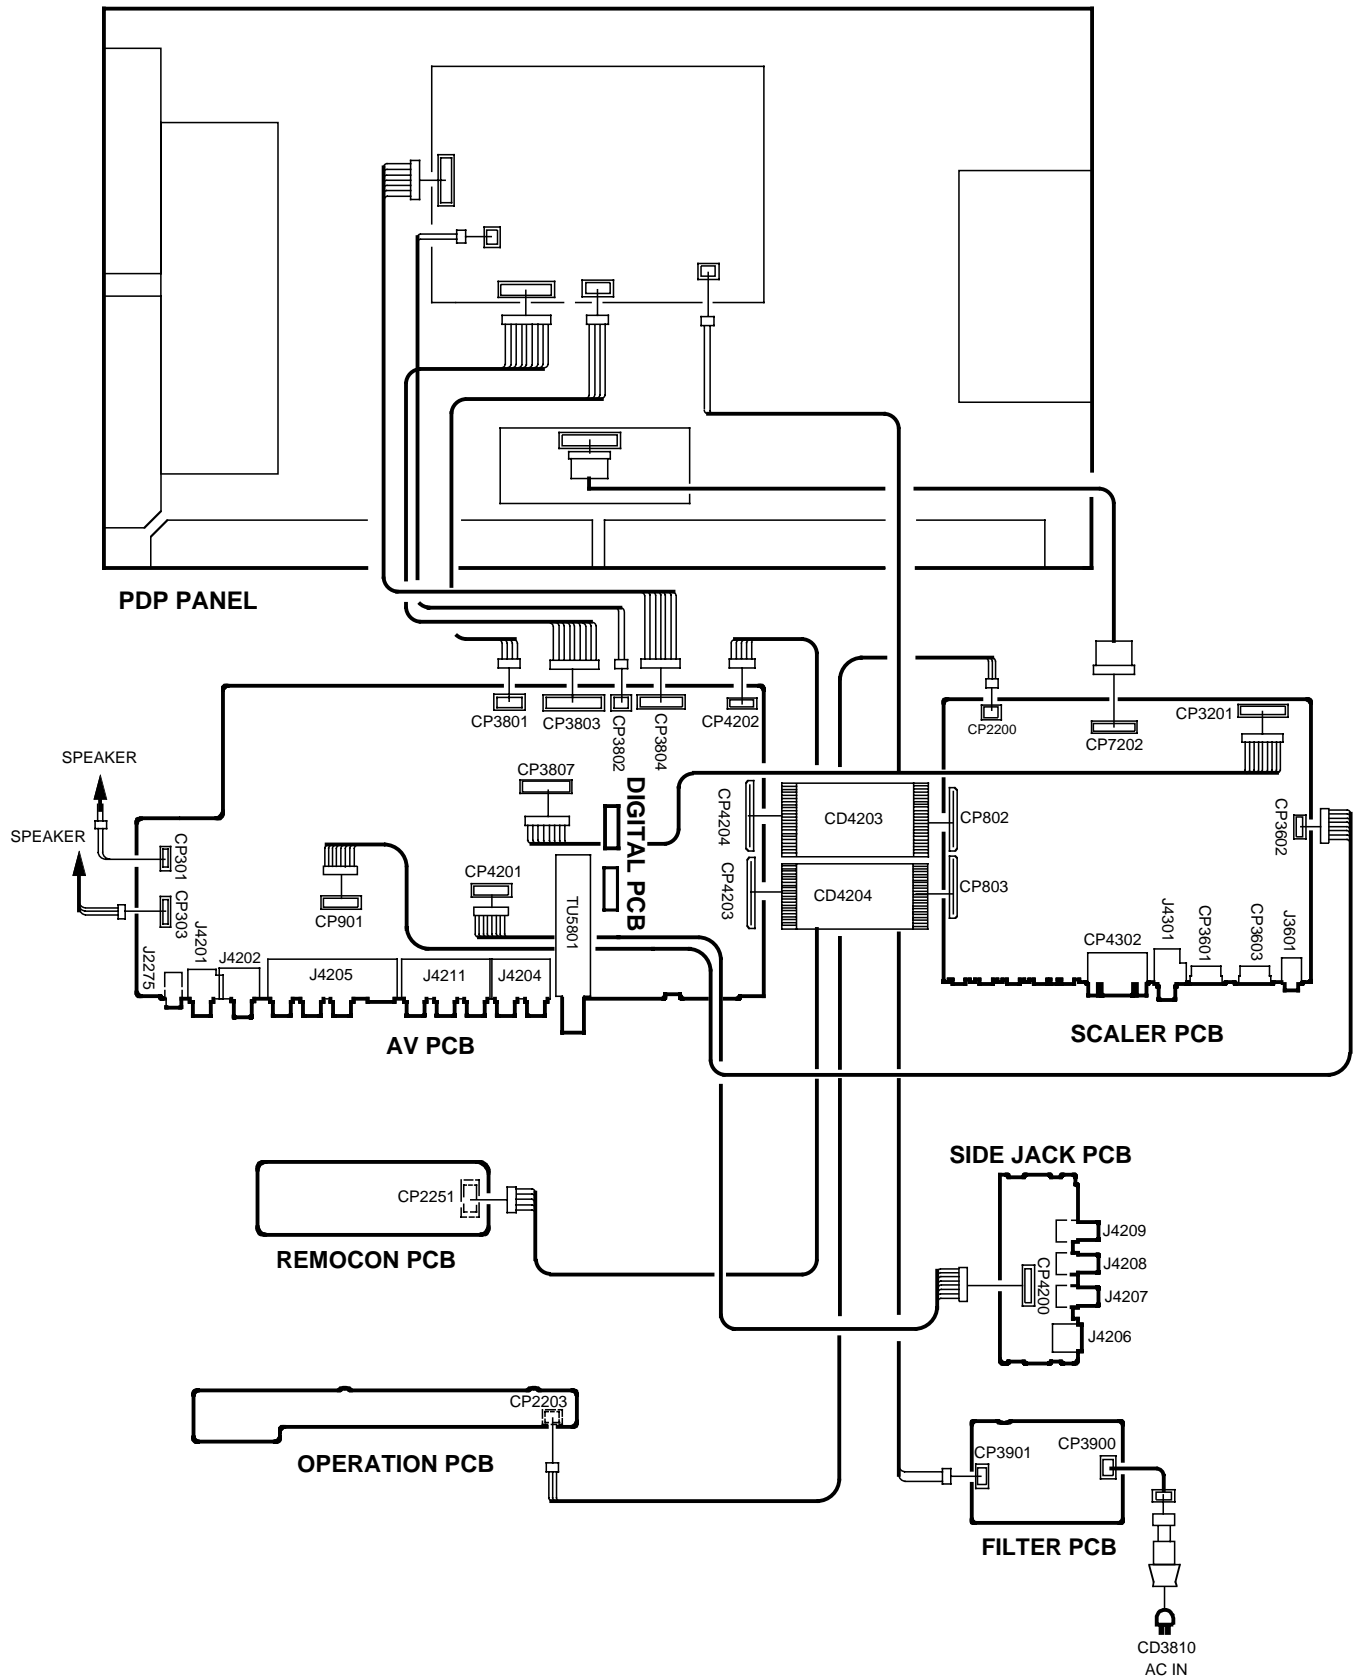 PDP PANEL
CP3801
CP3803
CP3802
CP3804
CP4202
CP2200
CP7202
CP3201
SPEAKER
SPEAKER
CP3807
DIGITAL PCB
CP4204
CD4203
CP802
CP3602
CP301
CP303
CP901
CP4201
TU5801
CP4203
CD4204
CP803
J2275
J4201
J4202
J4205
J4211
J4204
CP4302
J4301
CP3601
CP3603
J3601
AV PCB
SCALER PCB
SIDE JACK PCB
CP2251
REMOCON PCB
J4209
J4208
CP4200
J4207
J4206
CP2203
OPERATION PCB
CP3901
CP3900
FILTER PCB
CD3810
AC IN